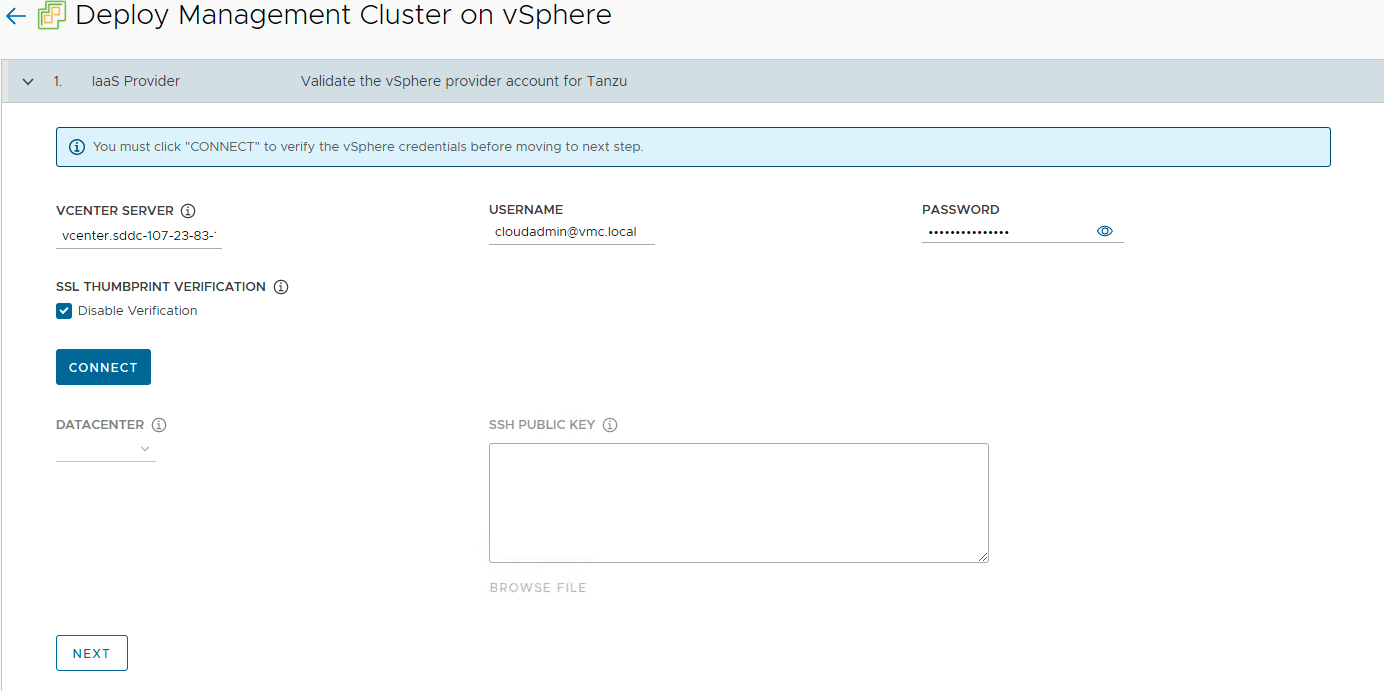 Deploy Management Cluster on vSphere
1. IaaS Provider Validate the vSphere provider account for Tanzu
You must click "CONNECT" to verify the vSphere credentials before moving to next step.
VCENTER SERVER USERNAME PASSWORD
vcenter.sddc-107-23-83- cloudadmin@vmc.local •••••••••••••••
SSL THUMBPRINT VERIFICATION
Disable Verification
CONNECT
DATACENTER SSH PUBLIC KEY
BROWSE FILE
NEXT